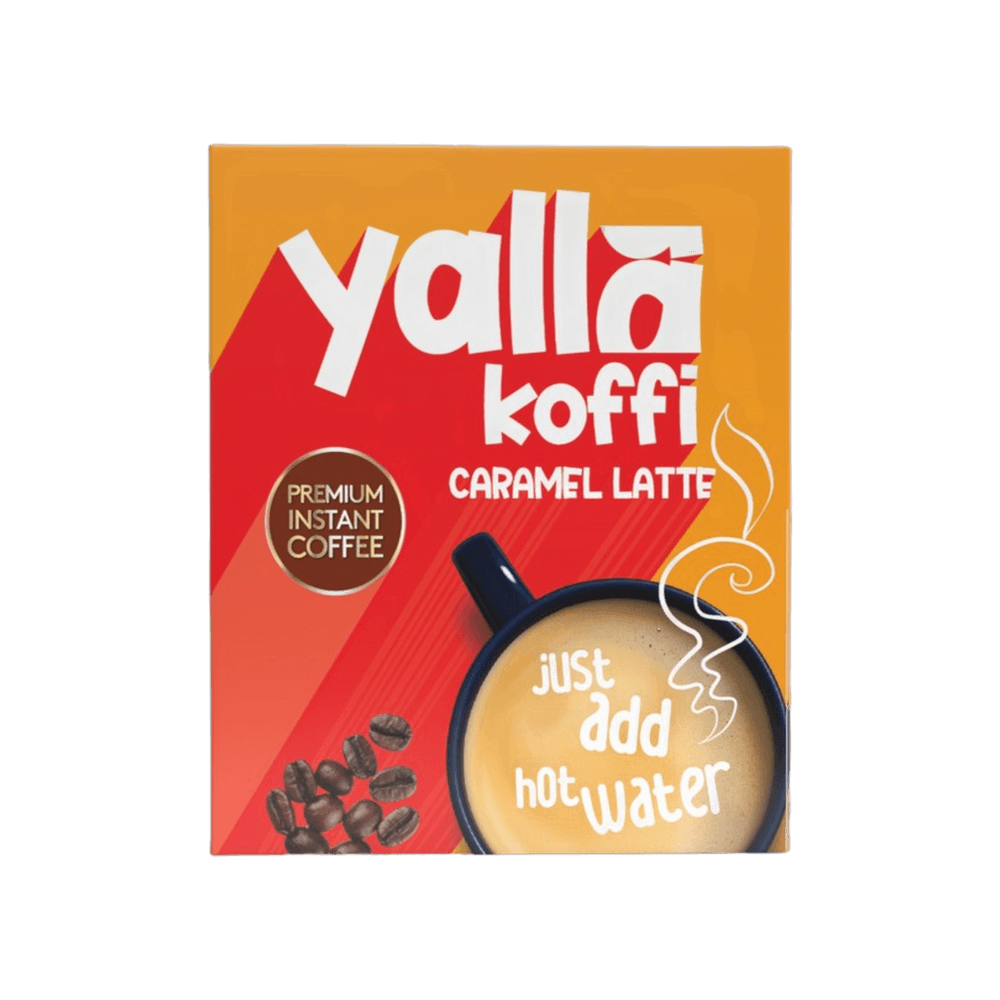 yallā
koffi
CARAMEL LATTE
PREMIUM
INSTANT
COFFEE
just
add
hot
water